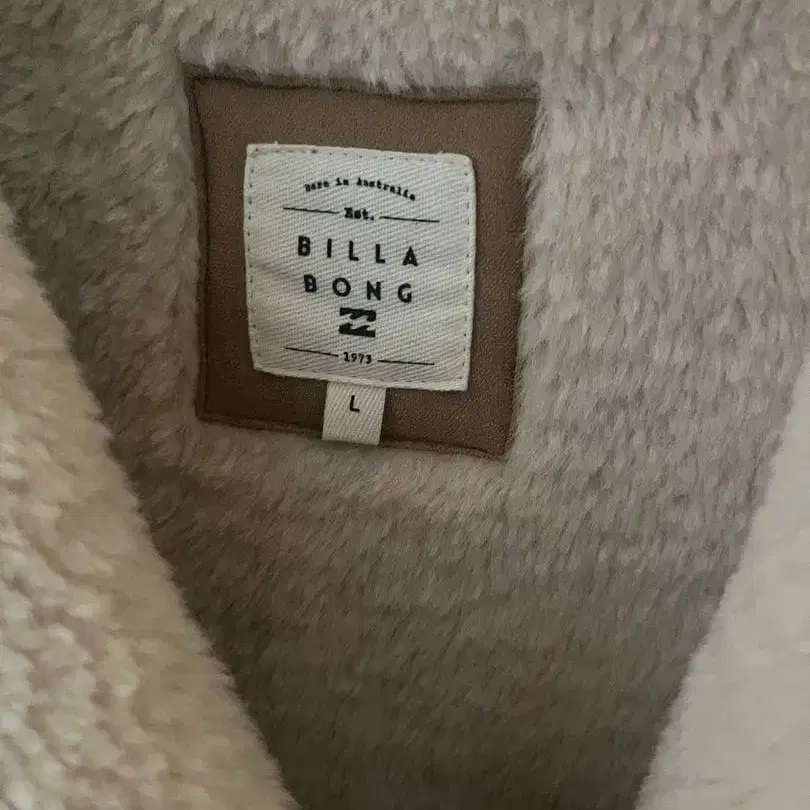 Born in Australia
Est.
BILLA
BONG
1973
L